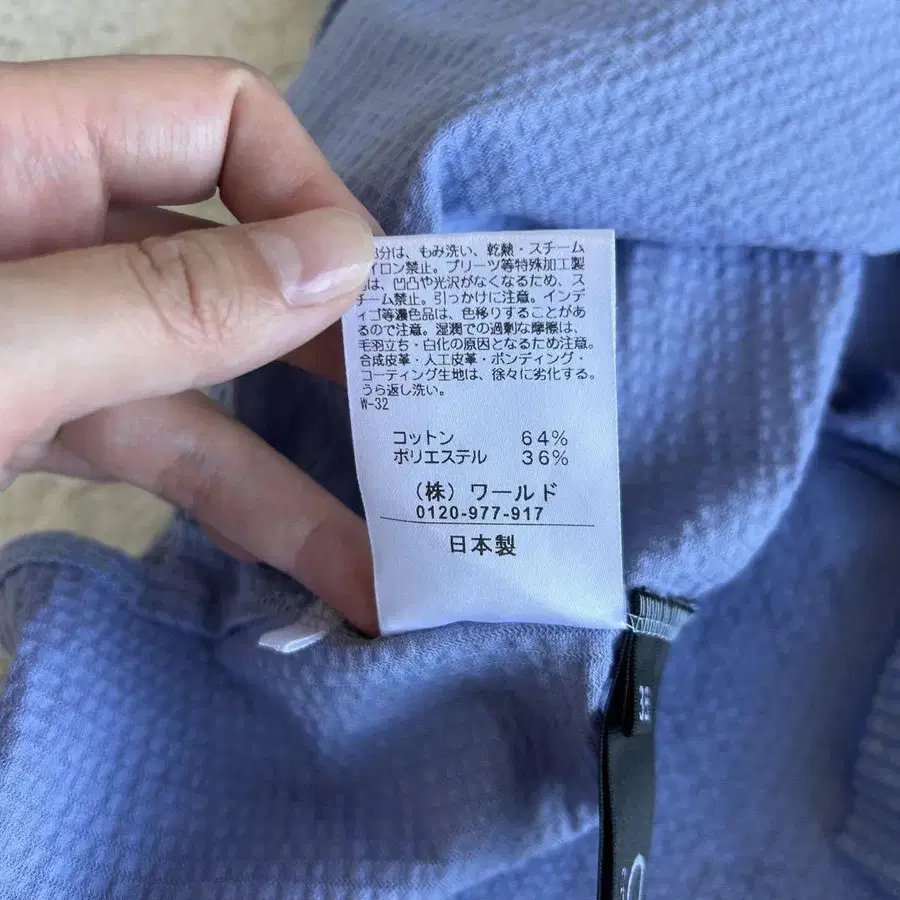 分は、もみ洗い、乾熱・スチーム
イロン禁止。プリーツ等特殊加工製
は、凹凸や光沢がなくなるため、ス
チーム禁止。引っかけに注意。インデ
ィゴ等濃色品は、色移りすることがあ
るので注意。湿潤での過剰な摩擦は、
毛羽立ち・白化の原因となるため注意。
合成皮革・人工皮革・ボンディング・
コーティング生地は、徐々に劣化する。
うら返し洗い。
W-32
コットン 64%
ポリエステル 36%
(株) ワールド
0120-977-917
日本製